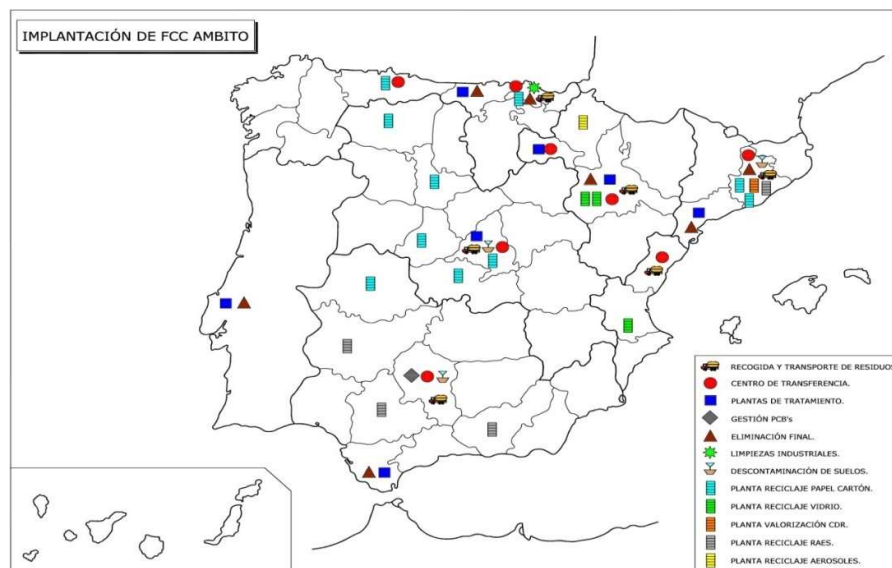 IMPLANTACIÓN DE FCC AMBITO
RECOGIDA Y TRANSPORTE DE RESIDUOS
CENTRO DE TRANSFERENCIA.
PLANTAS DE TRATAMIENTO.
GESTIÓN PCB's
ELIMINACIÓN FINAL.
LIMPIEZAS INDUSTRIALES.
DESCONTAMINACIÓN DE SUELOS.
PLANTA RECICLAJE PAPEL CARTÓN.
PLANTA RECICLAJE VIDRIO.
PLANTA VALORIZACIÓN CDR.
PLANTA RECICLAJE RAES.
PLANTA RECICLAJE AEROSOLES.